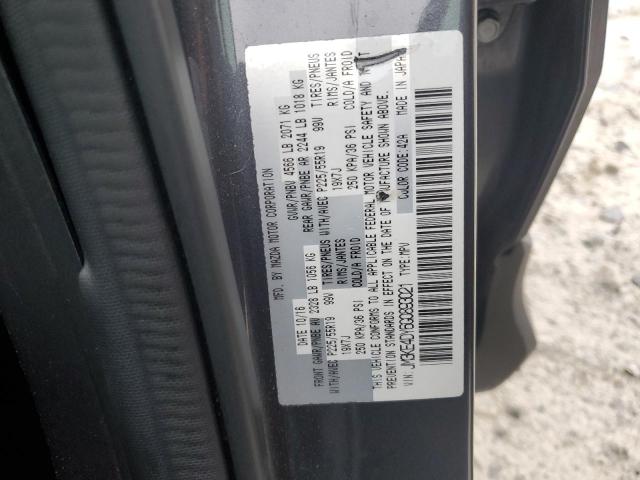 MFD. BY MAZDA MOTOR CORPORATION
DATE 10/16 GVWR/PNBV 4566 LB 2071 KG
FRONT GAWR/PNBE AV 2328 LB 1056 KG REAR GAWR/PNBE AR 2244 LB 1018 KG
WITH/AVEC P225/55R19 99V TIRES/PNEUS WITH/AVEC P225/55R19 99V TIRES/PNEUS
19X7J RIMS/JANTES 19X7J RIMS/JANTES
250 KPA/36 PSI COLD/A FROID 250 KPA/36 PSI COLD/A FROID
THIS VEHICLE CONFORMS TO ALL APPLICABLE FEDERAL MOTOR VEHICLE SAFETY AND
PREVENTION STANDARDS IN EFFECT ON THE DATE OF MANUFACTURE SHOWN ABOVE.
VIN: JM3KE4DY6G0893021 TYPE:MPV COLOR CODE:42A MADE IN JAPAN